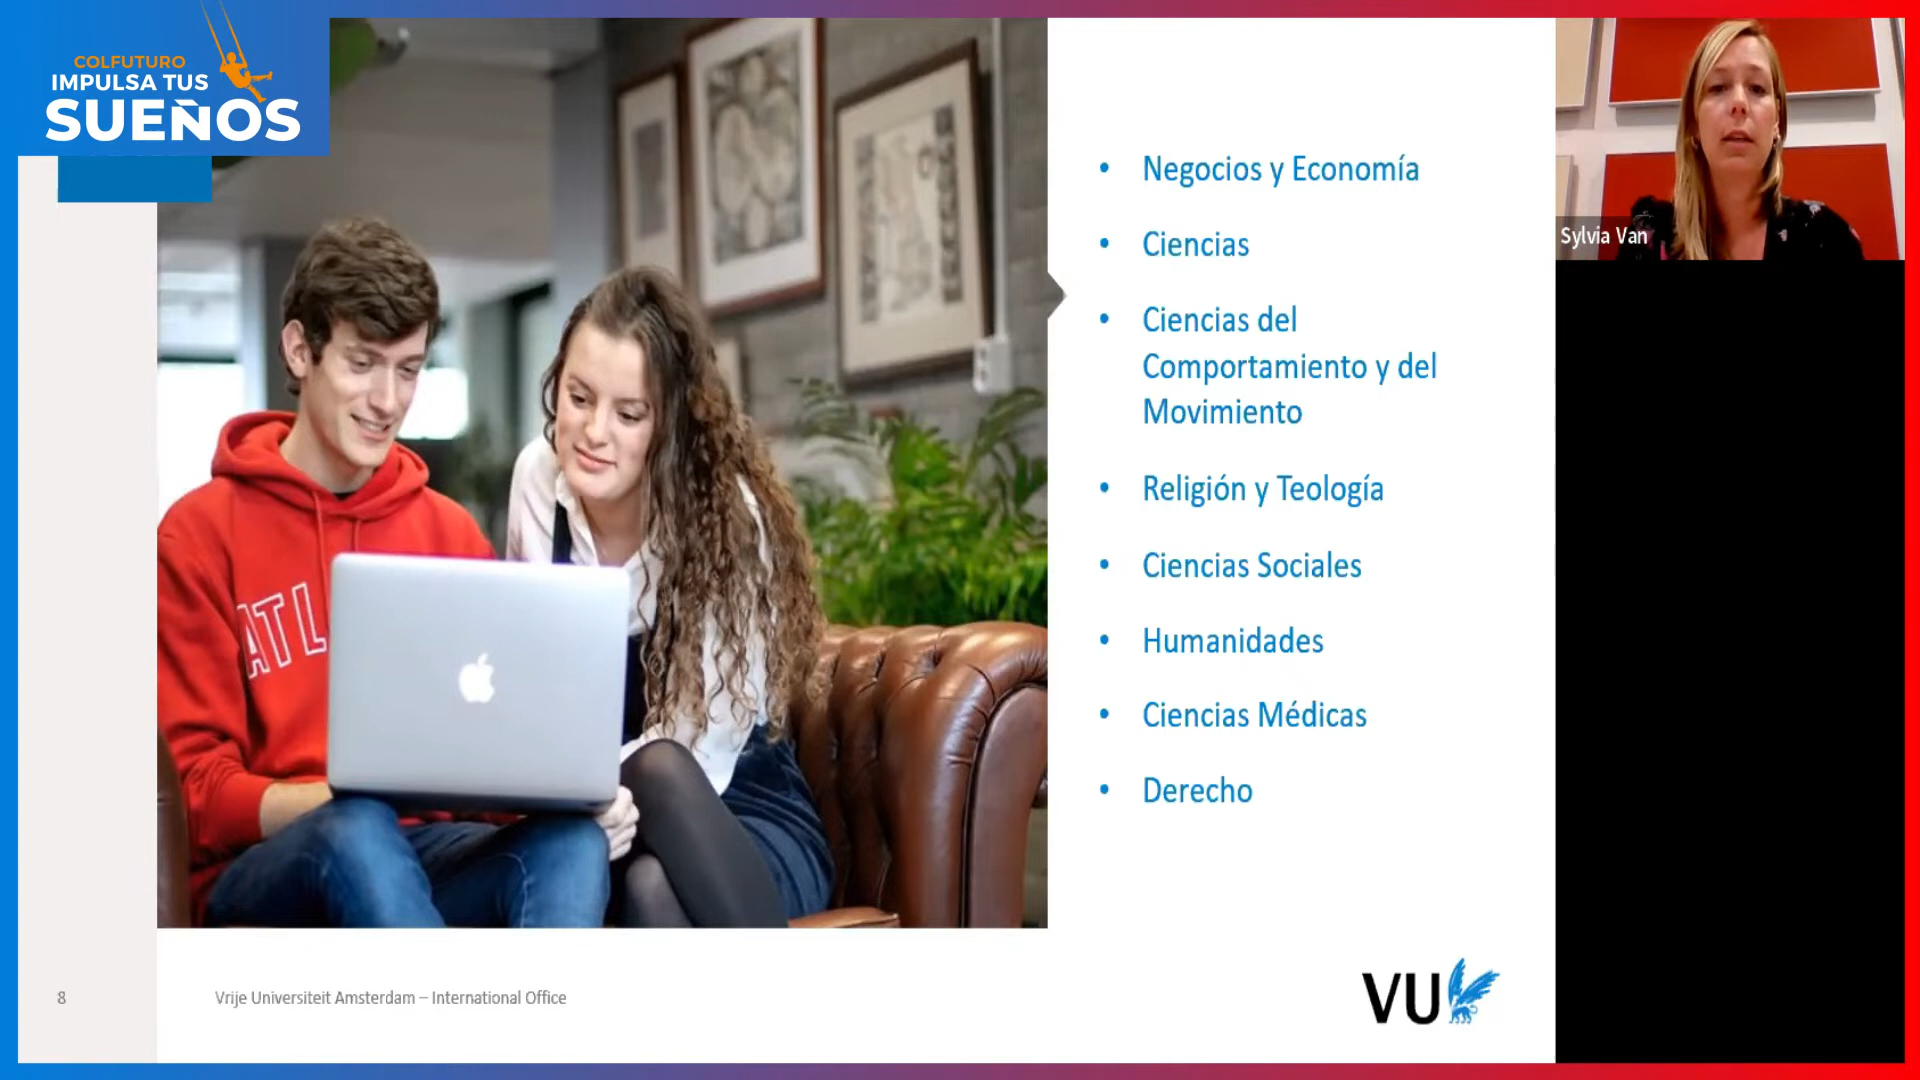 COLFUTURO
IMPULSA TUS
SUEÑOS
• Negocios y Economía
• Ciencias
• Ciencias del
Comportamiento y del
Movimiento
• Religión y Teología
• Ciencias Sociales
• Humanidades
• Ciencias Médicas
• Derecho
Sylvia Van
ATL
8
Vrije Universiteit Amsterdam – International Office
VU